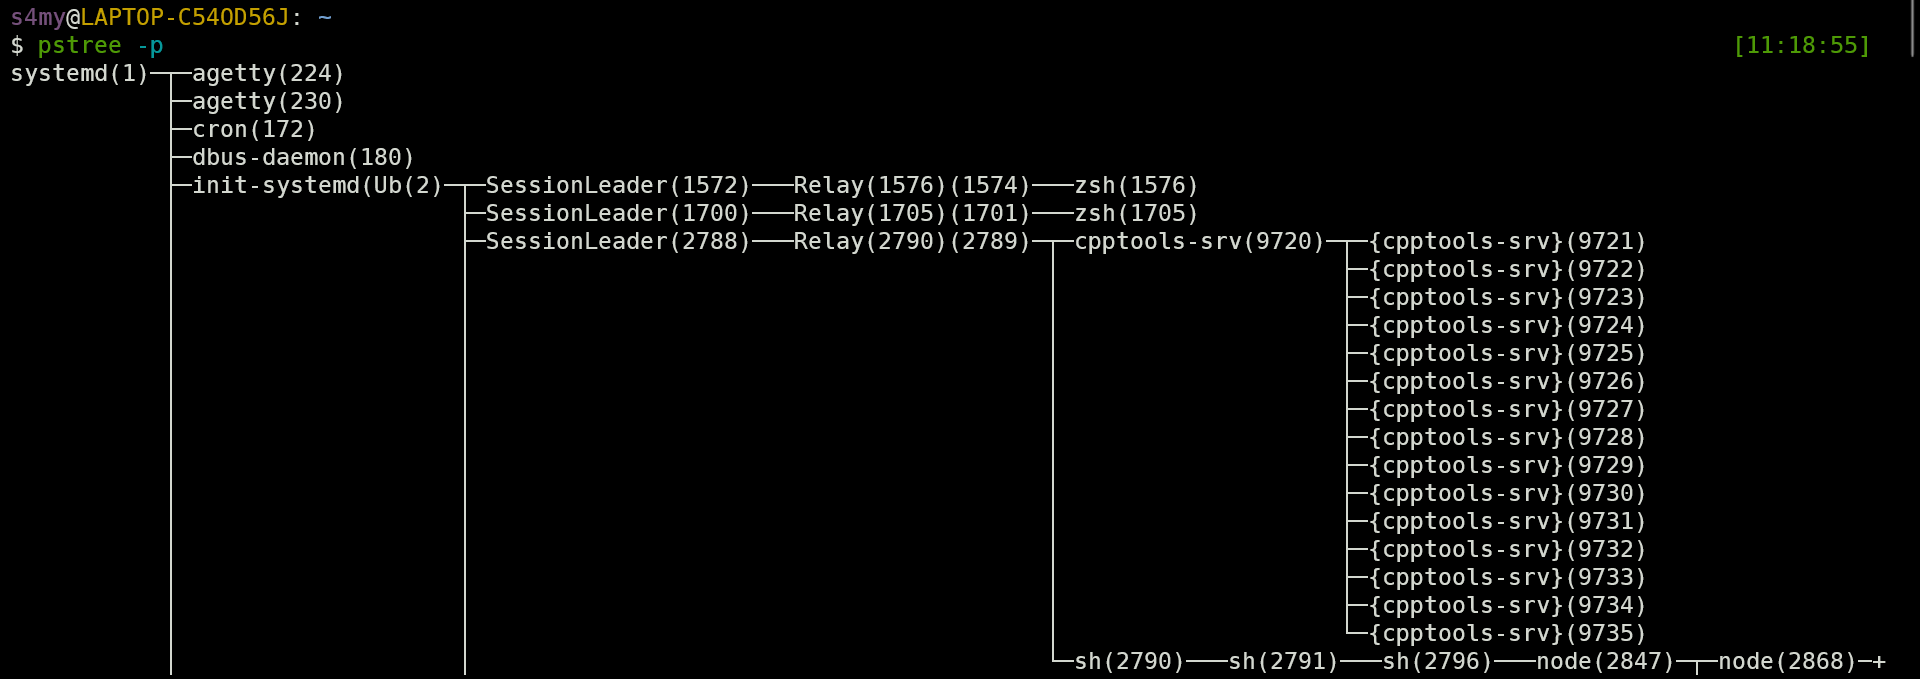 s4my@LAPTOP-C54OD56J: ~
$ pstree -p [11:18:55]
systemd(1)─┬─agetty(224)
           ├─agetty(230)
           ├─cron(172)
           ├─dbus-daemon(180)
           ├─init-systemd(Ub(2)─┬─SessionLeader(1572)───Relay(1576)(1574)───zsh(1576)
           │                    ├─SessionLeader(1700)───Relay(1705)(1701)───zsh(1705)
           │                    ├─SessionLeader(2788)───Relay(2790)(2789)─┬─cpptools-srv(9720)─┬─{cpptools-srv}(9721)
           │                    │                                         │                    ├─{cpptools-srv}(9722)
           │                    │                                         │                    ├─{cpptools-srv}(9723)
           │                    │                                         │                    ├─{cpptools-srv}(9724)
           │                    │                                         │                    ├─{cpptools-srv}(9725)
           │                    │                                         │                    ├─{cpptools-srv}(9726)
           │                    │                                         │                    ├─{cpptools-srv}(9727)
           │                    │                                         │                    ├─{cpptools-srv}(9728)
           │                    │                                         │                    ├─{cpptools-srv}(9729)
           │                    │                                         │                    ├─{cpptools-srv}(9730)
           │                    │                                         │                    ├─{cpptools-srv}(9731)
           │                    │                                         │                    ├─{cpptools-srv}(9732)
           │                    │                                         │                    ├─{cpptools-srv}(9733)
           │                    │                                         │                    ├─{cpptools-srv}(9734)
           │                    │                                         │                    └─{cpptools-srv}(9735)
           │                    │                                         └─sh(2790)───sh(2791)───sh(2796)───node(2847)─┬─node(2868)─+